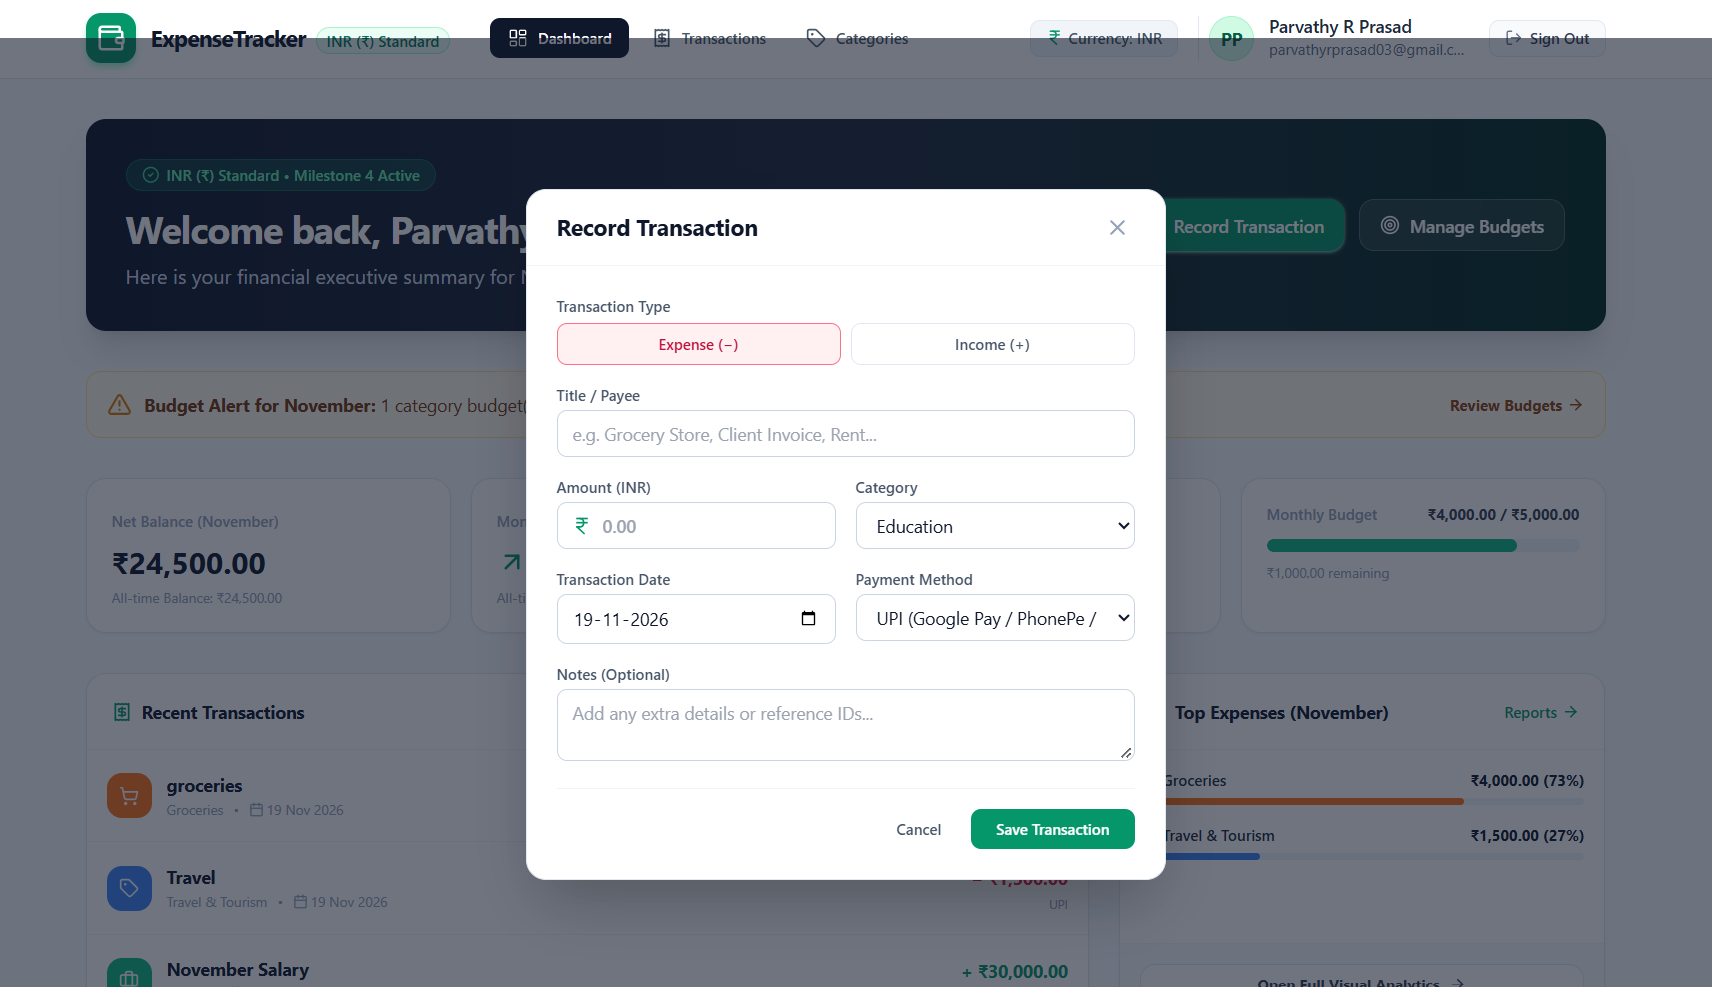 ExpenseTracker INR (₹) Standard Dashboard Transactions Categories ₹ Currency: INR PP Parvathy R Prasad Sign Out
parvathyrprasad03@gmail.c...
INR (₹) Standard • Milestone 4 Active
Welcome back, Parvathy
Here is your financial executive summary for
Record Transaction
Manage Budgets
Budget Alert for November: 1 category budget(
Review Budgets →
Net Balance (November)
₹24,500.00
All-time Balance: ₹24,500.00
Monthly Budget ₹4,000.00 / ₹5,000.00
₹1,000.00 remaining
Recent Transactions
groceries
Groceries • 19 Nov 2026
Travel
Travel & Tourism • 19 Nov 2026
− ₹1,500.00
UPI
November Salary
+ ₹30,000.00
Top Expenses (November) Reports →
Groceries ₹4,000.00 (73%)
Travel & Tourism ₹1,500.00 (27%)
Open Full Visual Analytics →
Record Transaction
Transaction Type
Expense (−) Income (+)
Title / Payee
e.g. Grocery Store, Client Invoice, Rent...
Amount (INR) Category
₹ 0.00 Education
Transaction Date Payment Method
19-11-2026 UPI (Google Pay / PhonePe /
Notes (Optional)
Add any extra details or reference IDs...
Cancel Save Transaction